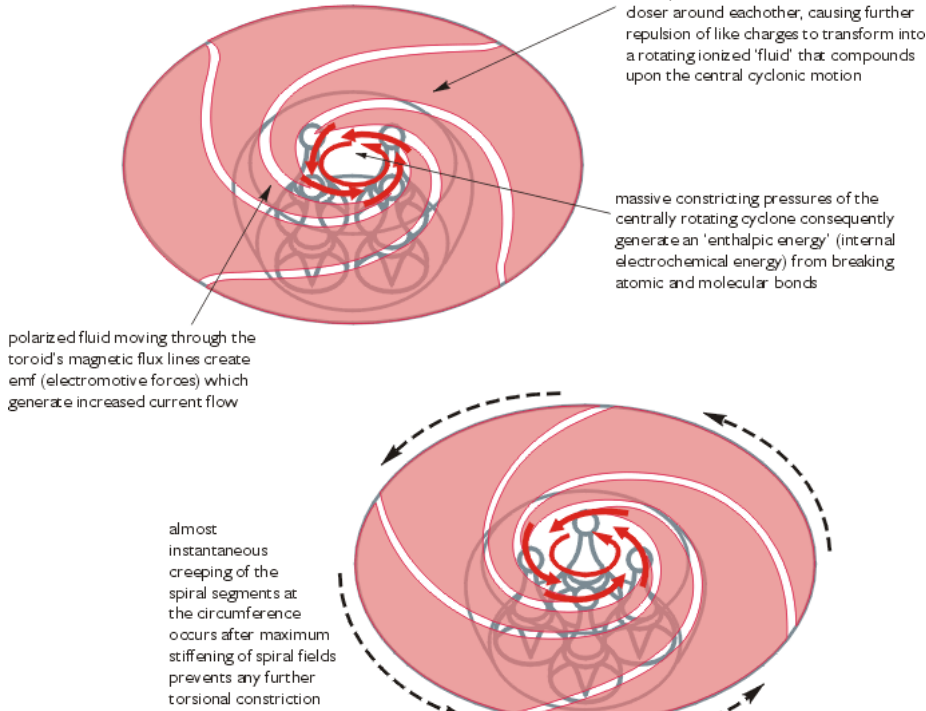 closer around eachother, causing further
repulsion of like charges to transform into
a rotating ionized 'fluid' that compounds
upon the central cyclonic motion
massive constricting pressures of the
centrally rotating cyclone consequently
generate an 'enthalpic energy' (internal
electrochemical energy) from breaking
atomic and molecular bonds
polarized fluid moving through the
toroid's magnetic flux lines create
emf (electromotive forces) which
generate increased current flow
almost
instantaneous
creeping of the
spiral segments at
the circumference
occurs after maximum
stiffening of spiral fields
prevents any further
torsional constriction